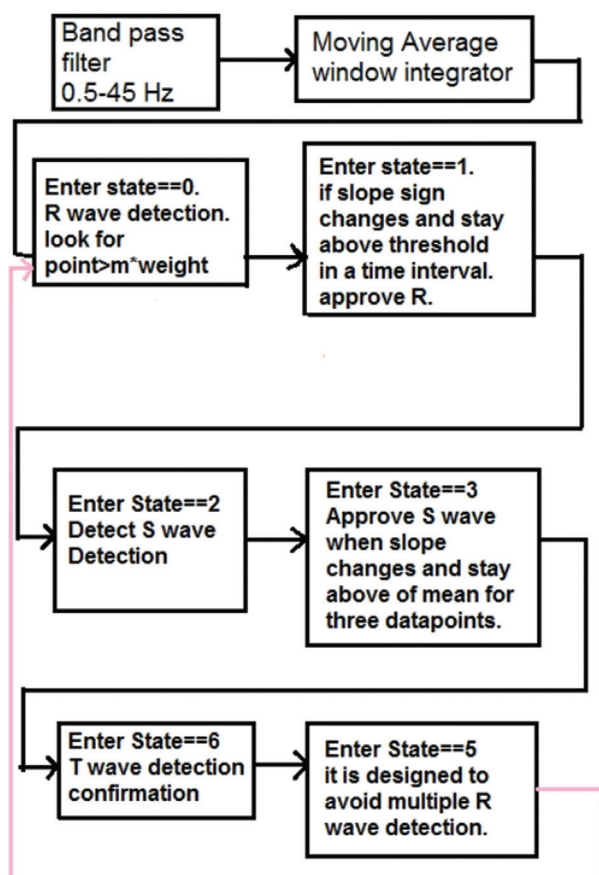 Band pass
filter
0.5-45 Hz
Moving Average
window integrator
Enter state==0.
R wave detection.
look for
point>m*weight
Enter state==1.
if slope sign
changes and stay
above threshold
in a time interval.
approve R.
Enter State==2
Detect S wave
Detection
Enter State==3
Approve S wave
when slope
changes and stay
above of mean for
three datapoints.
Enter State==6
T wave detection
confirmation
Enter State==5
it is designed to
avoid multiple R
wave detection.